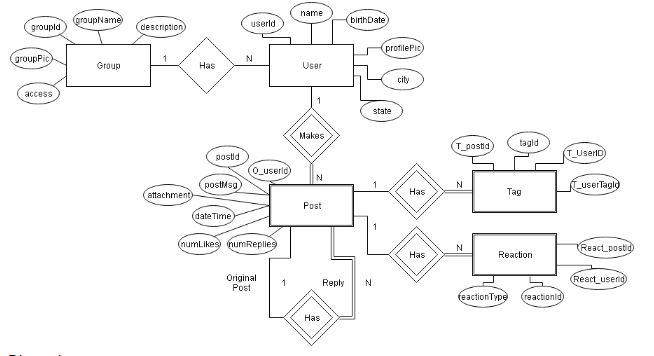 groupId
groupName
description
groupPic
access
Group
1
Has
N
userId
name
birthDate
profilePic
city
state
User
1
Makes
N
postId
O_userId
postMsg
attachment
dateTime
numLikes
numReplies
Post
1
Has
N
T_postId
tagId
T_UserID
T_userTagId
Tag
1
Has
N
Reaction
React_postId
React_userId
reactionType
reactionId
Original
Post
1
Reply
N
Has